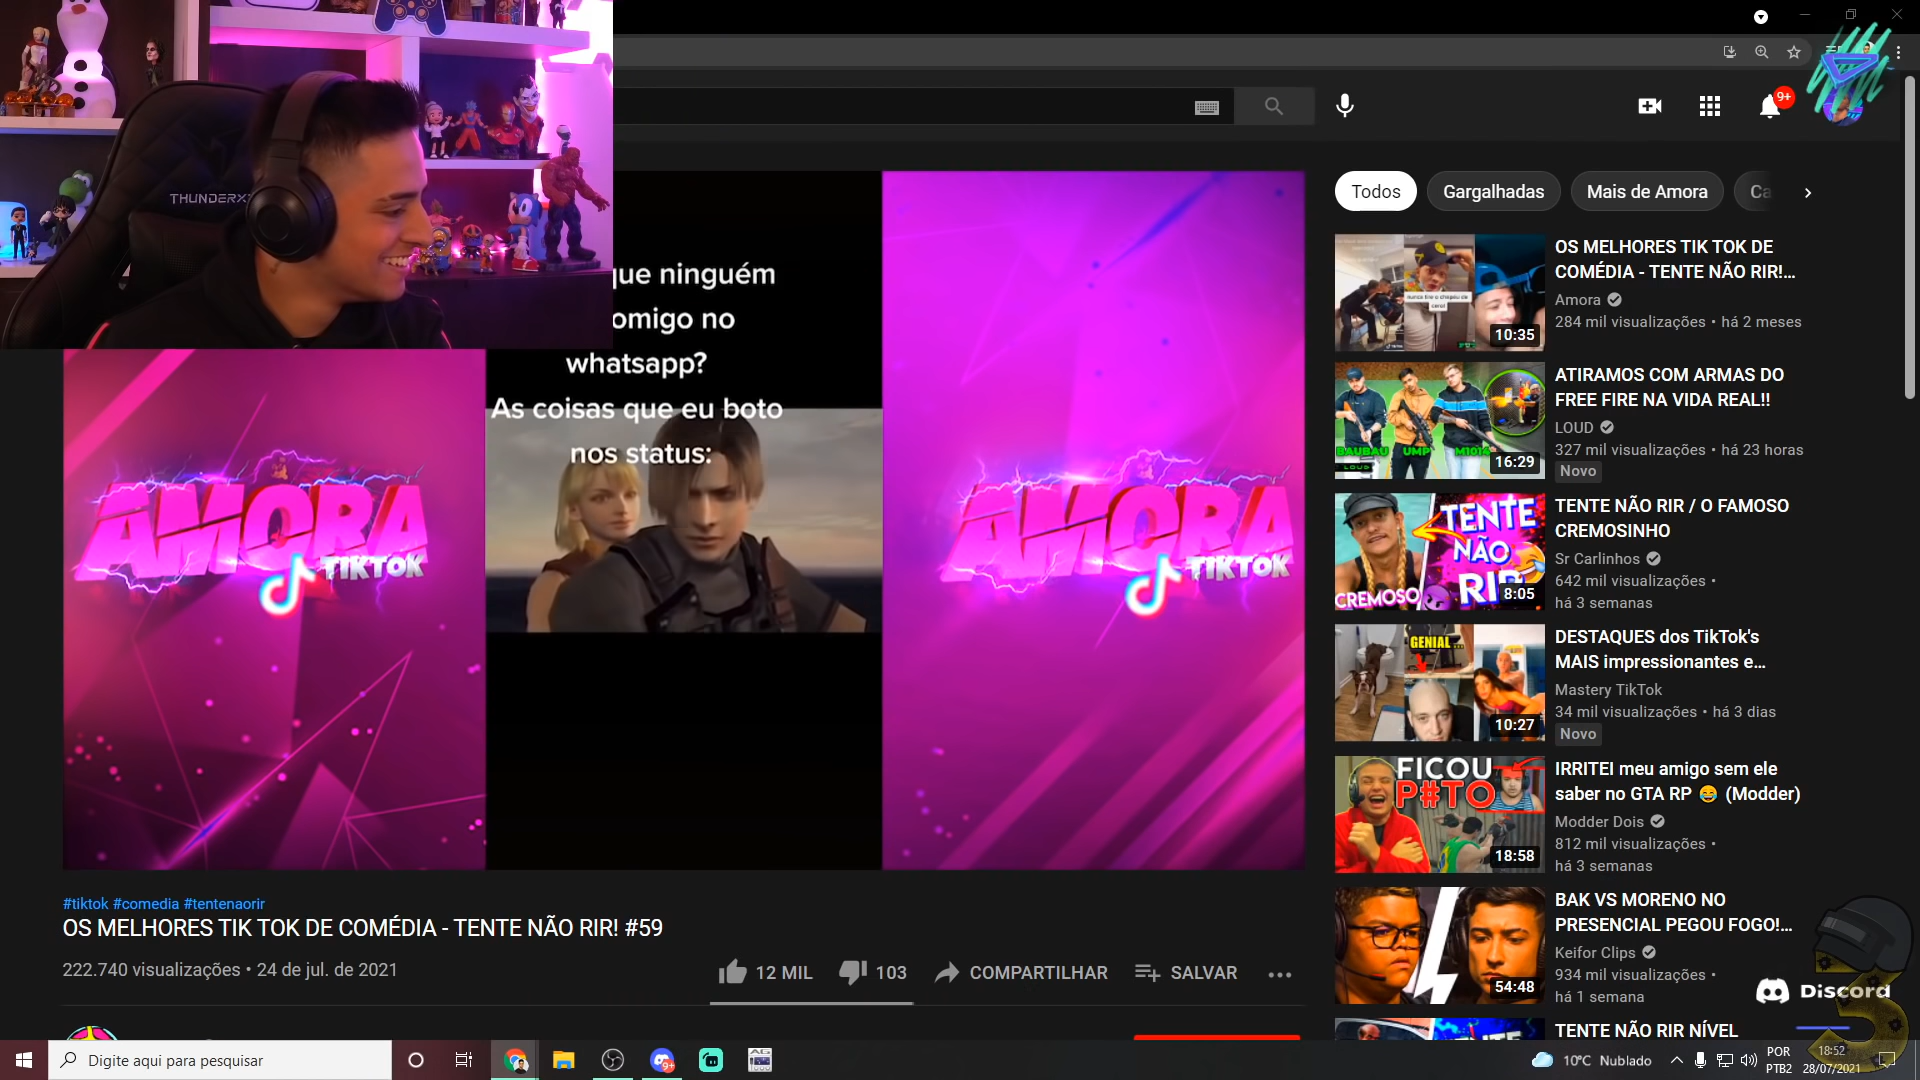 THUNDERX
9+
ue ninguém
omigo no
whatsapp?
As coisas que eu boto
nos status:
AMORA
TIKTOK
AMORA
TIKTOK
#tiktok #comedia #tentenaorir
OS MELHORES TIK TOK DE COMÉDIA - TENTE NÃO RIR! #59
222.740 visualizações • 24 de jul. de 2021
12 MIL
103
COMPARTILHAR
SALVAR
Todos
Gargalhadas
Mais de Amora
Ca
OS MELHORES TIK TOK DE
COMÉDIA - TENTE NÃO RIR!...
Amora
284 mil visualizações • há 2 meses
10:35
ATIRAMOS COM ARMAS DO
FREE FIRE NA VIDA REAL!!
LOUD
327 mil visualizações • há 23 horas
Novo
BAUBAU UMP M1014
LOUD
16:29
TENTE NÃO RIR / O FAMOSO
CREMOSINHO
Sr Carlinhos
642 mil visualizações •
há 3 semanas
TENTE
NÃO
RIR
CREMOSO
8:05
DESTAQUES dos TikTok's
MAIS impressionantes e...
Mastery TikTok
34 mil visualizações • há 3 dias
Novo
GENIAL...
10:27
IRRITEI meu amigo sem ele
saber no GTA RP 😂 (Modder)
Modder Dois
812 mil visualizações •
há 3 semanas
FICOU
P#TO
18:58
BAK VS MORENO NO
PRESENCIAL PEGOU FOGO!...
Keifor Clips
934 mil visualizações •
há 1 semana
54:48
Discord
TENTE NÃO RIR NÍVEL
Digite aqui para pesquisar
9+
10°C Nublado
POR
PTB2
18:52
28/07/2021